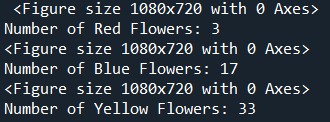 <Figure size 1080x720 with 0 Axes>
Number of Red Flowers: 3
<Figure size 1080x720 with 0 Axes>
Number of Blue Flowers: 17
<Figure size 1080x720 with 0 Axes>
Number of Yellow Flowers: 33